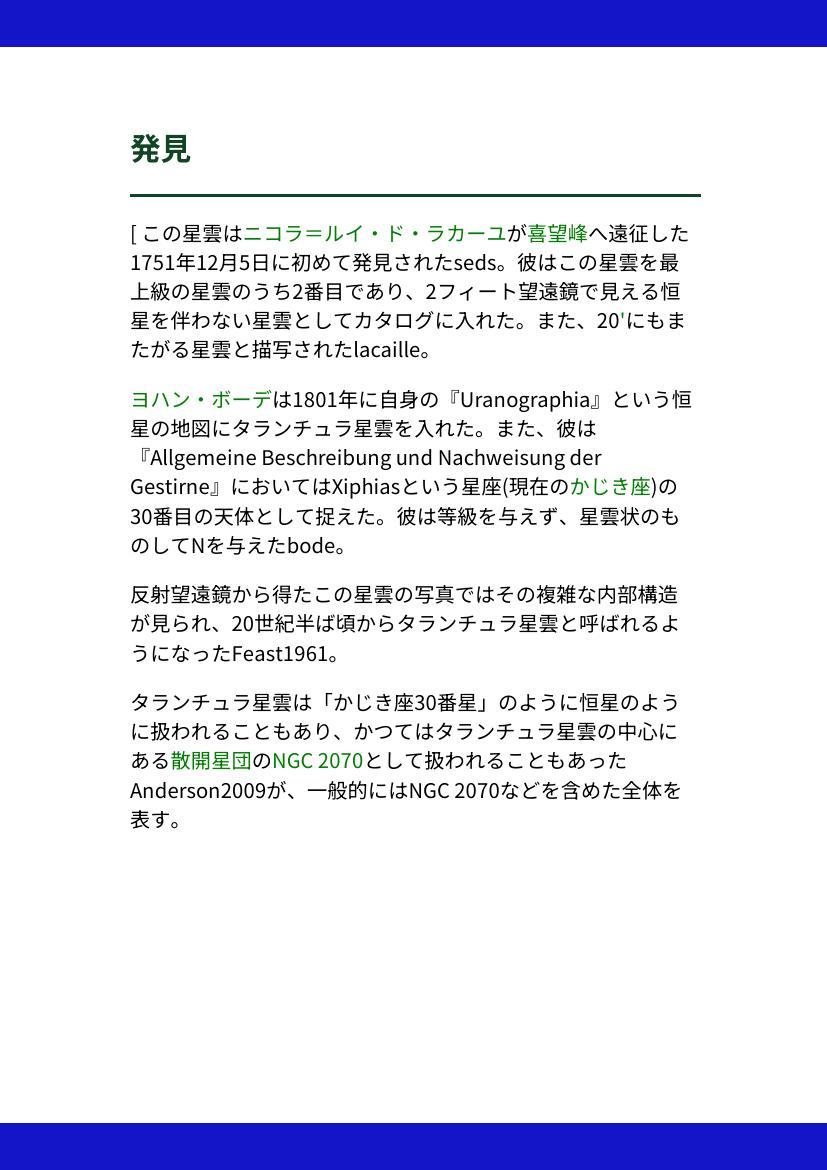 発見
[ この星雲はニコラ＝ルイ・ド・ラカーユが喜望峰へ遠征した
1751年12月5日に初めて発見されたseds。彼はこの星雲を最
上級の星雲のうち2番目であり、2フィート望遠鏡で見える恒
星を伴わない星雲としてカタログに入れた。また、20'にもま
たがる星雲と描写されたlacaille。
ヨハン・ボーデは1801年に自身の『Uranographia』という恒
星の地図にタランチュラ星雲を入れた。また、彼は
『Allgemeine Beschreibung und Nachweisung der
Gestirne』においてはXiphiasという星座(現在のかじき座)の
30番目の天体として捉えた。彼は等級を与えず、星雲状のも
のしてNを与えたbode。
反射望遠鏡から得たこの星雲の写真ではその複雑な内部構造
が見られ、20世紀半ば頃からタランチュラ星雲と呼ばれるよ
うになったFeast1961。
タランチュラ星雲は「かじき座30番星」のように恒星のよう
に扱われることもあり、かつてはタランチュラ星雲の中心に
ある散開星団のNGC 2070として扱われることもあった
Anderson2009が、一般的にはNGC 2070などを含めた全体を
表す。